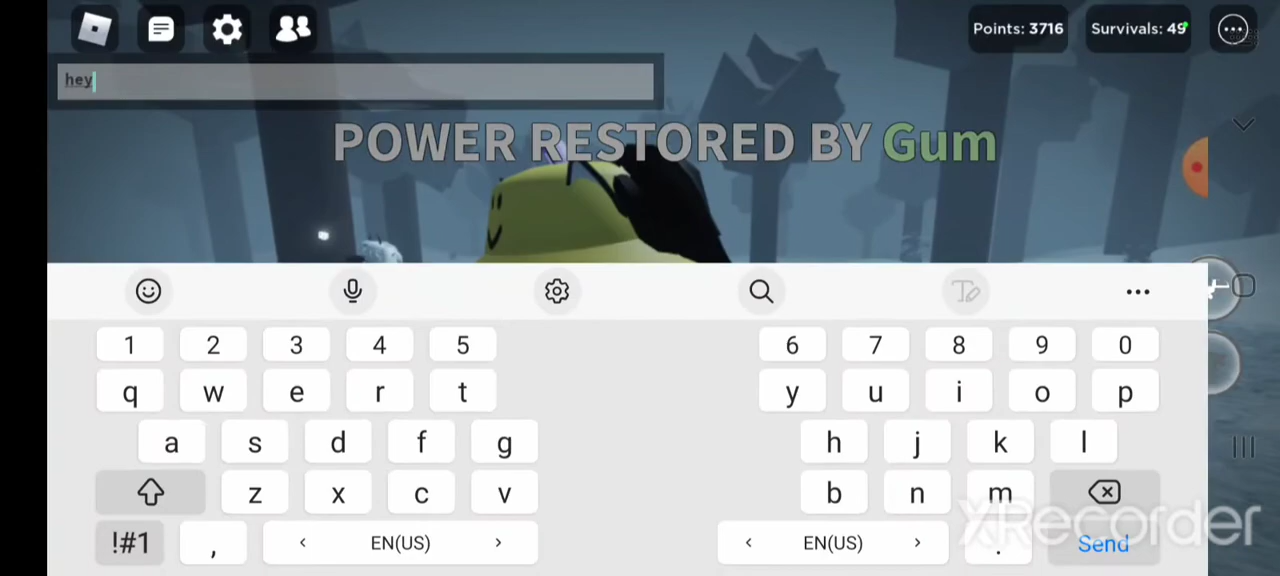 Points: 3716 Survivals: 49
hey
POWER RESTORED BY Gum
1 2 3 4 5 6 7 8 9 0
q w e r t y u i o p
a s d f g h j k l
z x c v b n m
!#1 , < EN(US) > < EN(US) > . Send
XRecorder